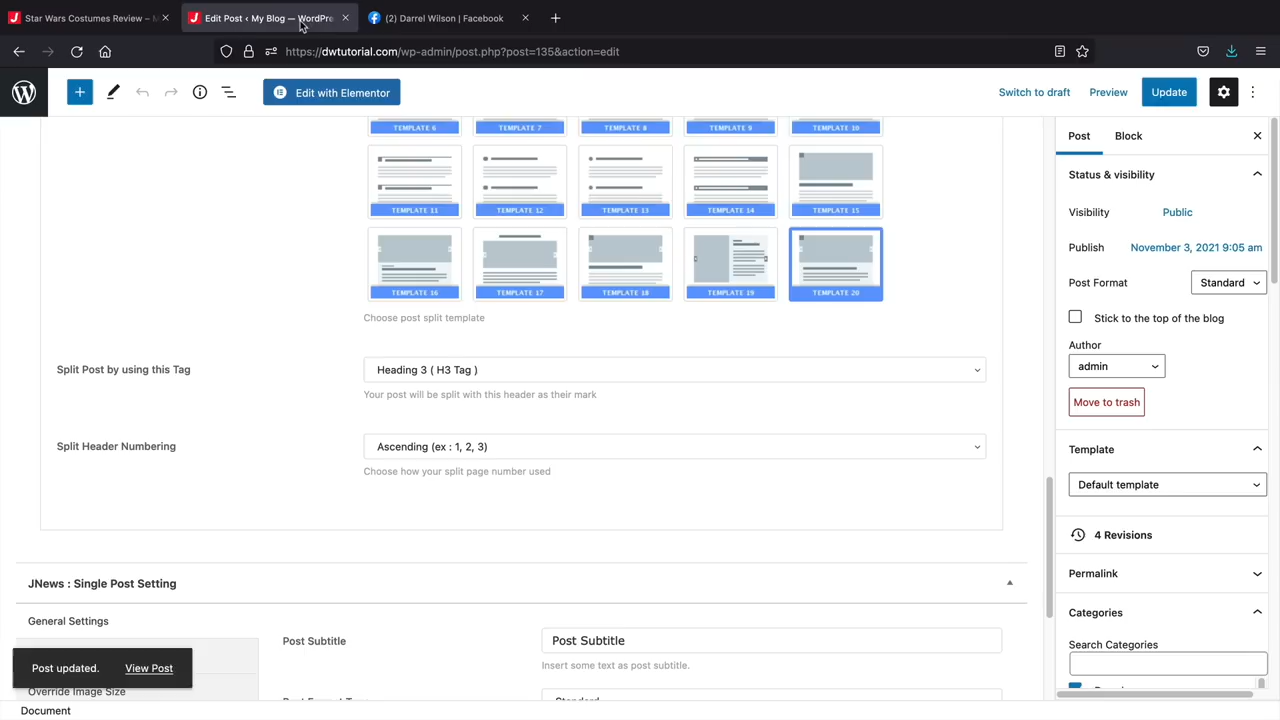 Star Wars Costumes Review –
Edit Post ‹ My Blog — WordPre
(2) Darrel Wilson | Facebook
https://dwtutorial.com/wp-admin/post.php?post=135&action=edit
Edit with Elementor
Switch to draft
Preview
Update
TEMPLATE 6
TEMPLATE 7
TEMPLATE 8
TEMPLATE 9
TEMPLATE 10
TEMPLATE 11
TEMPLATE 12
TEMPLATE 13
TEMPLATE 14
TEMPLATE 15
TEMPLATE 16
TEMPLATE 17
TEMPLATE 18
TEMPLATE 19
TEMPLATE 20
Choose post split template
Split Post by using this Tag
Heading 3 ( H3 Tag )
Your post will be split with this header as their mark
Split Header Numbering
Ascending (ex : 1, 2, 3)
Choose how your split page number used
JNews : Single Post Setting
General Settings
Post Subtitle
Post Subtitle
Insert some text as post subtitle.
Post updated.
View Post
Override Image Size
Document
Post
Block
Status & visibility
Visibility
Public
Publish
November 3, 2021 9:05 am
Post Format
Standard
Stick to the top of the blog
Author
admin
Move to trash
Template
Default template
4 Revisions
Permalink
Categories
Search Categories